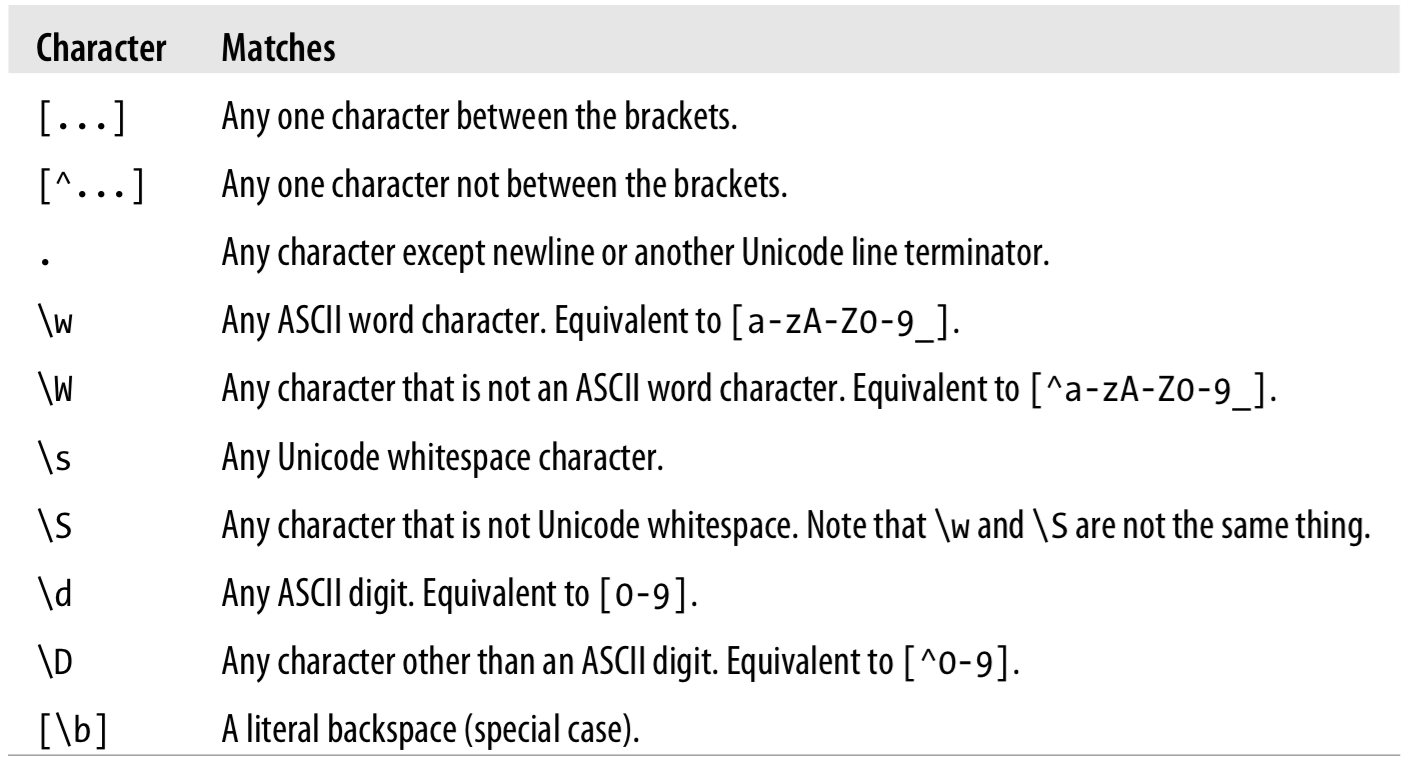 Character Matches
[...] Any one character between the brackets.
[^...] Any one character not between the brackets.
. Any character except newline or another Unicode line terminator.
\w Any ASCII word character. Equivalent to [a-zA-Z0-9_].
\W Any character that is not an ASCII word character. Equivalent to [^a-zA-Z0-9_].
\s Any Unicode whitespace character.
\S Any character that is not Unicode whitespace. Note that \w and \S are not the same thing.
\d Any ASCII digit. Equivalent to [0-9].
\D Any character other than an ASCII digit. Equivalent to [^0-9].
[\b] A literal backspace (special case).